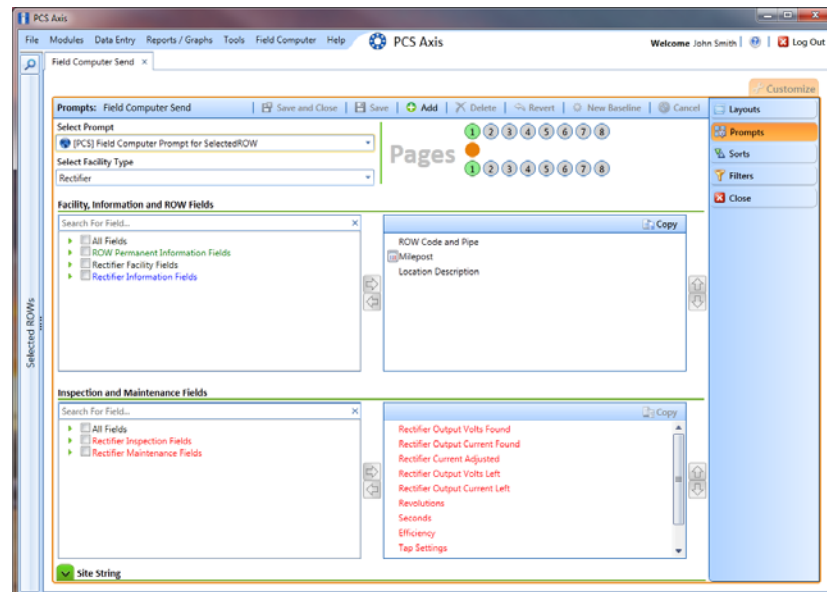 PCS Axis
File Modules Data Entry Reports / Graphs Tools Field Computer Help PCS Axis Welcome John Smith Log Out
Field Computer Send ×
Customize
Prompts: Field Computer Send Save and Close Save Add Delete Revert New Baseline Cancel
Layouts
Select Prompt
[PCS] Field Computer Prompt for SelectedROW
Select Facility Type
Rectifier
Pages
1 2 3 4 5 6 7 8
1 2 3 4 5 6 7 8
Prompts
Sorts
Filters
Close
Facility, Information and ROW Fields
Search For Field... ×
All Fields
ROW Permanent Information Fields
Rectifier Facility Fields
Rectifier Information Fields
Copy
ROW Code and Pipe
Milepost
Location Description
Selected ROWs
Inspection and Maintenance Fields
Search For Field... ×
All Fields
Rectifier Inspection Fields
Rectifier Maintenance Fields
Copy
Rectifier Output Volts Found
Rectifier Output Current Found
Rectifier Current Adjusted
Rectifier Output Volts Left
Rectifier Output Current Left
Revolutions
Seconds
Efficiency
Tap Settings
Site String